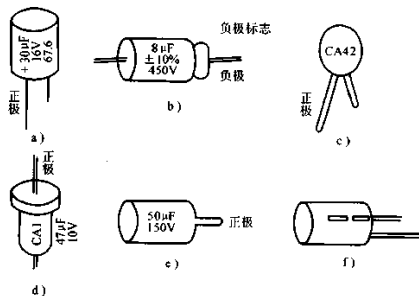 + 30μF
16V
67.6
正极
a)
8μF
±10%
450V
负极标志
负极
b)
CA42
正极
c)
正极
CA1
47μF
10V
d)
50μF
150V
正极
e)
f)